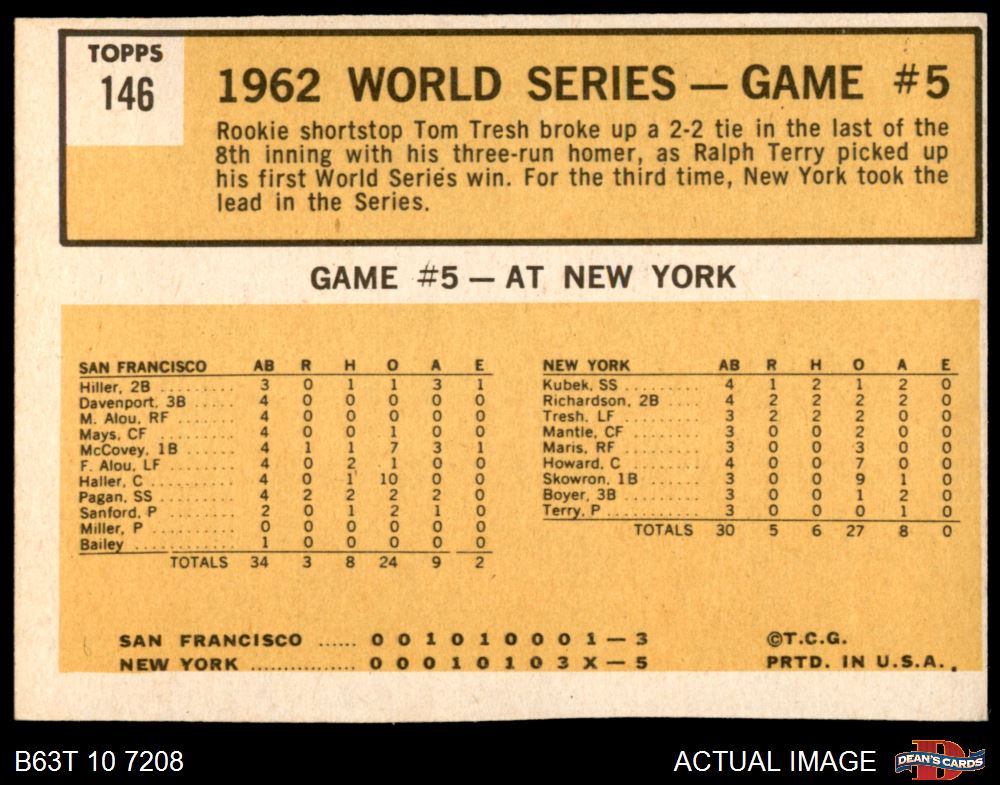 TOPPS
146
1962 WORLD SERIES — GAME #5
Rookie shortstop Tom Tresh broke up a 2-2 tie in the last of the
8th inning with his three-run homer, as Ralph Terry picked up
his first World Series win. For the third time, New York took the
lead in the Series.
GAME #5 — AT NEW YORK
SAN FRANCISCO AB R H O A E
Hiller, 2B .......... 3 0 1 1 3 1
Davenport, 3B ...... 4 0 0 0 0 0
M. Alou, RF ........ 4 0 0 0 0 0
Mays, CF .......... 4 0 0 1 0 0
McCovey, 1B ....... 4 1 1 7 3 1
F. Alou, LF ........ 4 0 2 1 0 0
Haller, C .......... 4 0 1 10 0 0
Pagan, SS .......... 4 2 2 2 2 0
Sanford, P ......... 2 0 1 2 1 0
Miller, P ........... 0 0 0 0 0 0
Bailey ............. 1 0 0 0 0 0
TOTALS 34 3 8 24 9 2
NEW YORK AB R H O A E
Kubek, SS .......... 4 1 2 1 2 0
Richardson, 2B ..... 4 2 2 2 2 0
Tresh, LF .......... 3 2 2 2 0 0
Mantle, CF ......... 3 0 0 2 0 0
Maris, RF .......... 3 0 0 3 0 0
Howard, C .......... 4 0 0 7 0 0
Skowron, 1B ........ 3 0 0 9 1 0
Boyer, 3B .......... 3 0 0 1 2 0
Terry, P ............ 3 0 0 0 1 0
TOTALS 30 5 6 27 8 0
SAN FRANCISCO ...... 0 0 1 0 1 0 0 0 1 — 3
NEW YORK ............... 0 0 0 1 0 1 0 3 X — 5
©T.C.G.
PRTD. IN U.S.A.
B63T 10 7208
ACTUAL IMAGE
DEAN'S CARDS